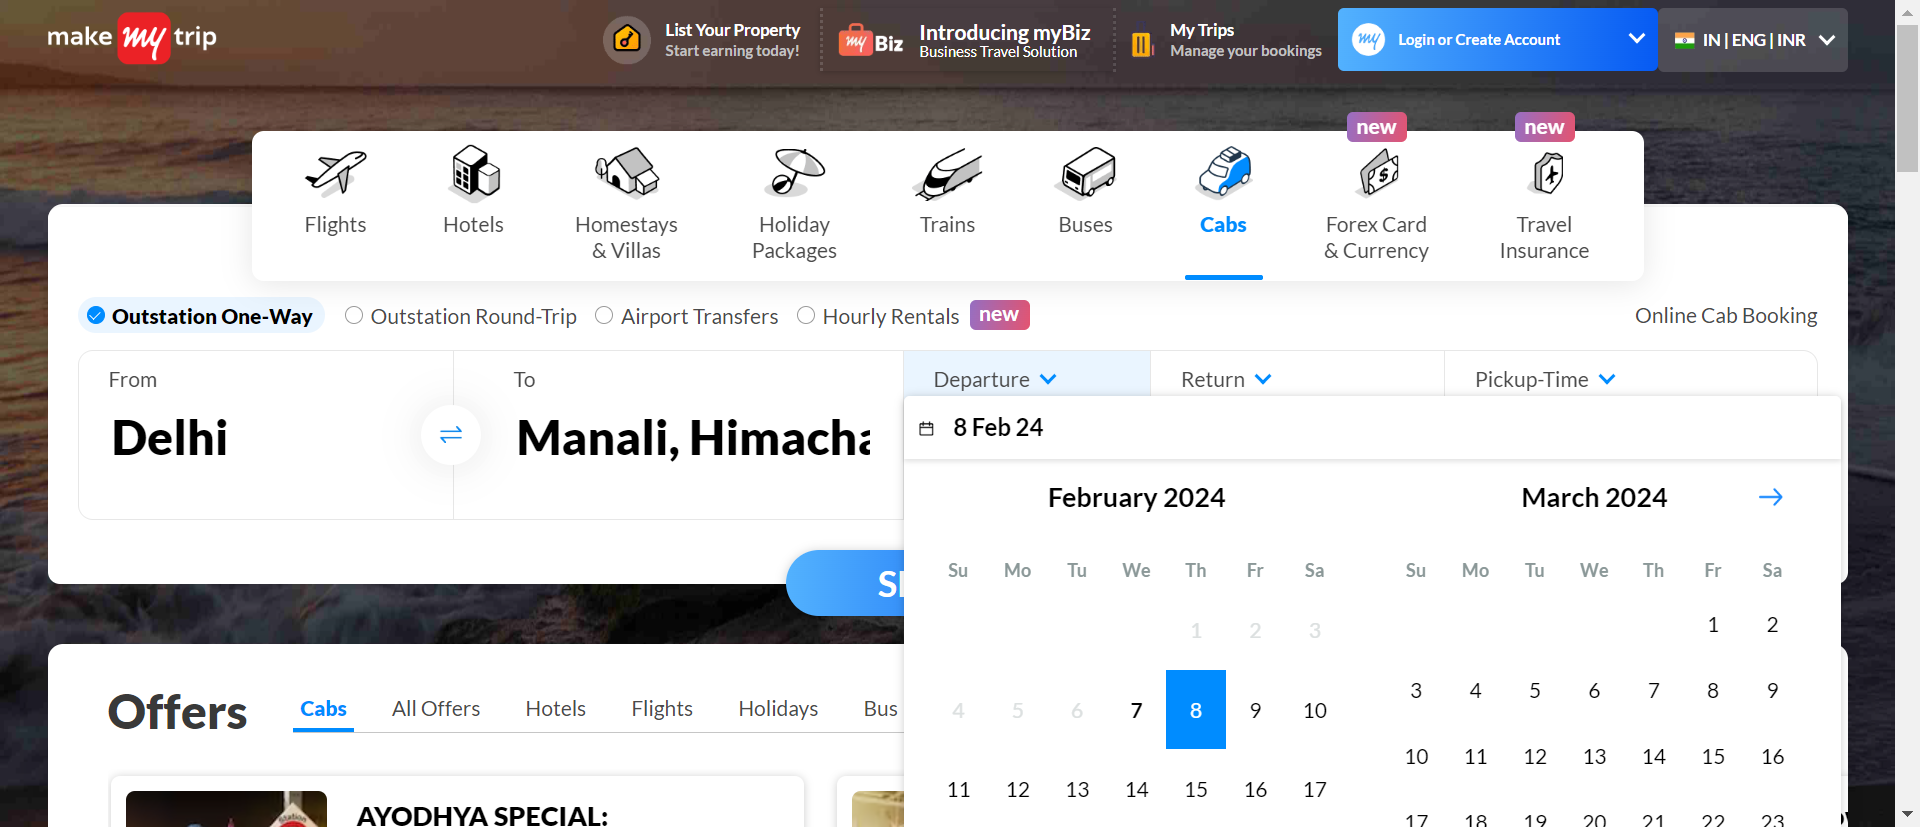 make my trip
List Your Property
Start earning today!
my Biz
Introducing myBiz
Business Travel Solution
My Trips
Manage your bookings
my
Login or Create Account
IN | ENG | INR
new
new
Flights
Hotels
Homestays
& Villas
Holiday
Packages
Trains
Buses
Cabs
Forex Card
& Currency
Travel
Insurance
Outstation One-Way
Outstation Round-Trip
Airport Transfers
Hourly Rentals
new
Online Cab Booking
From
To
Departure
Return
Pickup-Time
Delhi
Manali, Himacha
8 Feb 24
February 2024
March 2024
Su Mo Tu We Th Fr Sa
1 2 3
4 5 6 7 8 9 10
11 12 13 14 15 16 17
Su Mo Tu We Th Fr Sa
1 2
3 4 5 6 7 8 9
10 11 12 13 14 15 16
17 18 19 20 21 22 23
Offers
Cabs
All Offers
Hotels
Flights
Holidays
Bus
Station
AYODHYA SPECIAL: